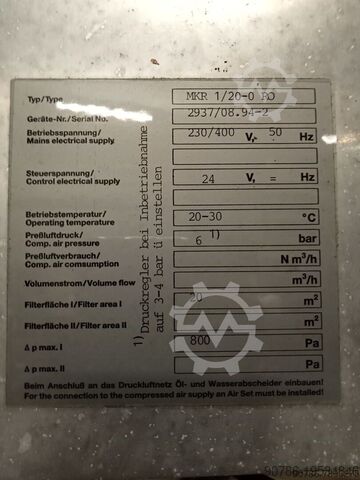 Typ/Type MKR 1/20-0 RD
Geräte-Nr./Serial No. 2937/08.94-2
Betriebsspannung/ 230/400 V,~ 50 Hz
Mains electrical supply
Steuerspannung/ 24 V, = Hz
Control electrical supply
Betriebstemperatur/ 20-30 °C
Operating temperature
Preßluftdruck/ 6 1) bar
Comp. air pressure
Preßluftverbrauch/ N m³/h
Comp. air comsumption
Volumenstrom/Volume flow m³/h
Filterfläche I/Filter area I 20 m²
Filterfläche II/Filter area II m²
Δ p max. I 800 Pa
Δ p max. II Pa
1) Druckregler bei Inbetriebnahme
auf 3-4 bar ü einstellen
Beim Anschluß an das Druckluftnetz Öl- und Wasserabscheider einbauen!
For the connection to the compressed air supply an Air Set must be installed!